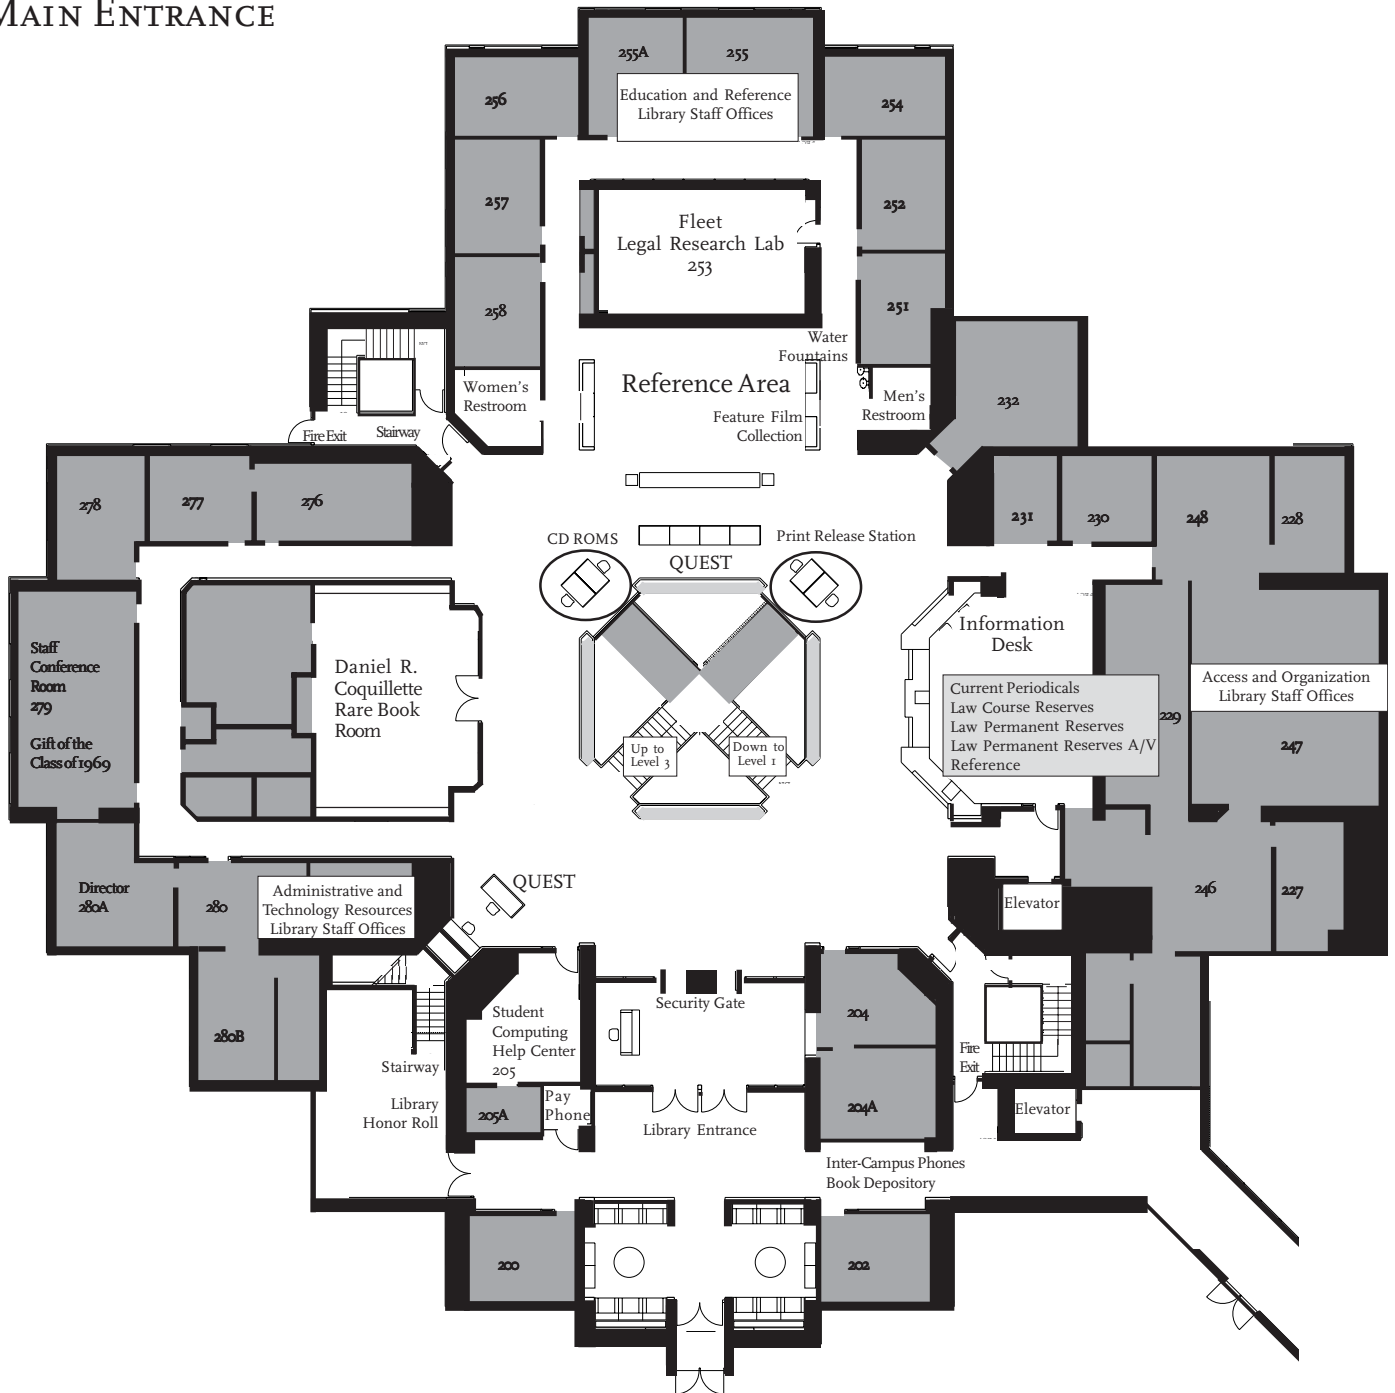 MAIN ENTRANCE
255A
255
Education and Reference
Library Staff Offices
256
254
257
252
Fleet
Legal Research Lab
253
258
251
Water
Fountains
Women's
Restroom
Reference Area
Men's
Restroom
232
Feature Film
Collection
Fire Exit
Stairway
278
277
276
231
230
248
228
CD ROMS
Print Release Station
QUEST
Staff
Conference
Room
279
Gift of the
Class of 1969
Daniel R.
Coquillette
Rare Book
Room
Information
Desk
Access and Organization
Library Staff Offices
Current Periodicals
Law Course Reserves
Law Permanent Reserves
Law Permanent Reserves A/V
Reference
229
247
Up to
Level 3
Down to
Level 1
Director
280A
280
Administrative and
Technology Resources
Library Staff Offices
QUEST
Elevator
246
227
Security Gate
Student
Computing
Help Center
205
204
280B
Stairway
Fire
Exit
Library
Honor Roll
205A
Pay
Phone
204A
Elevator
Library Entrance
Inter-Campus Phones
Book Depository
200
202